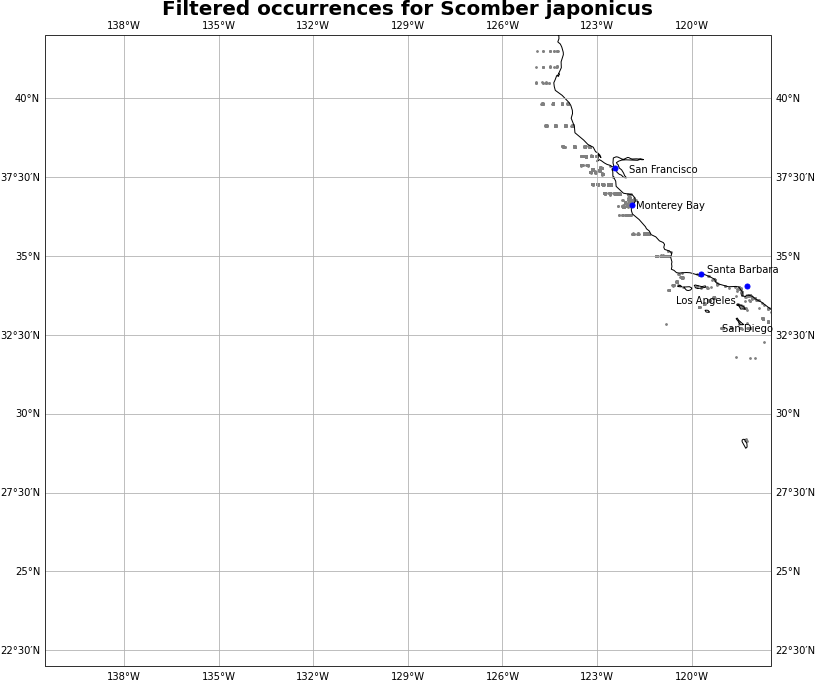 Filtered occurrences for Scomber japonicus
138°W 135°W 132°W 129°W 126°W 123°W 120°W
40°N 40°N
37°30′N San Francisco 37°30′N
Monterey Bay
35°N 35°N
Santa Barbara
Los Angeles
San Diego
32°30′N 32°30′N
30°N 30°N
27°30′N 27°30′N
25°N 25°N
22°30′N 22°30′N
138°W 135°W 132°W 129°W 126°W 123°W 120°W